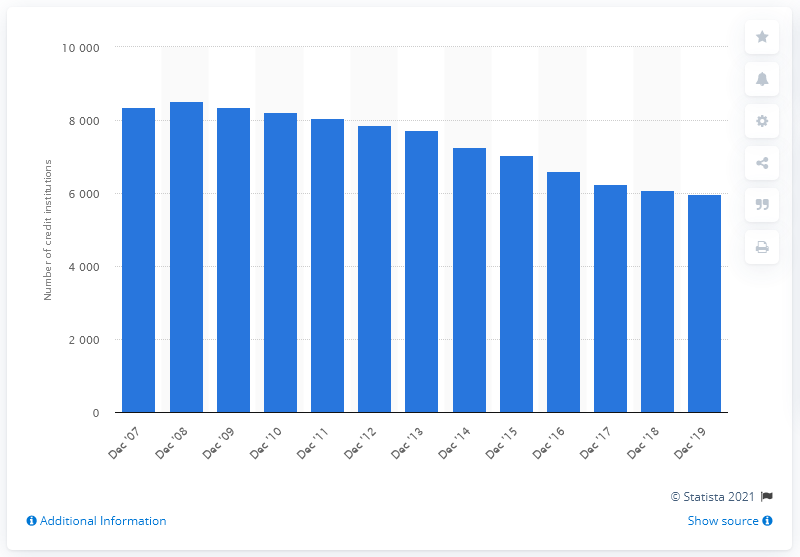 10 000
8 000
6 000
4 000
2 000
0
Number of credit institutions
Dec '07
Dec '08
Dec '09
Dec '10
Dec '11
Dec '12
Dec '13
Dec '14
Dec '15
Dec '16
Dec '17
Dec '18
Dec '19
© Statista 2021
Additional Information
Show source